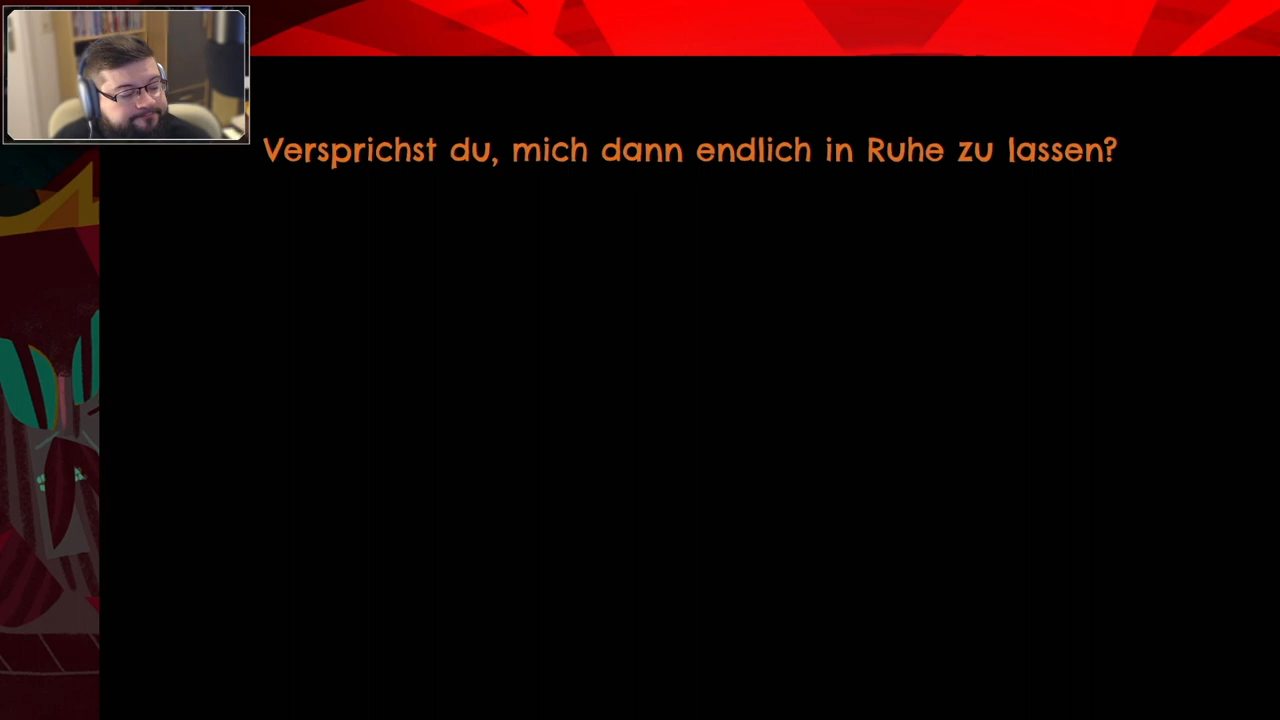 Versprichst du, mich dann endlich in Ruhe zu lassen?